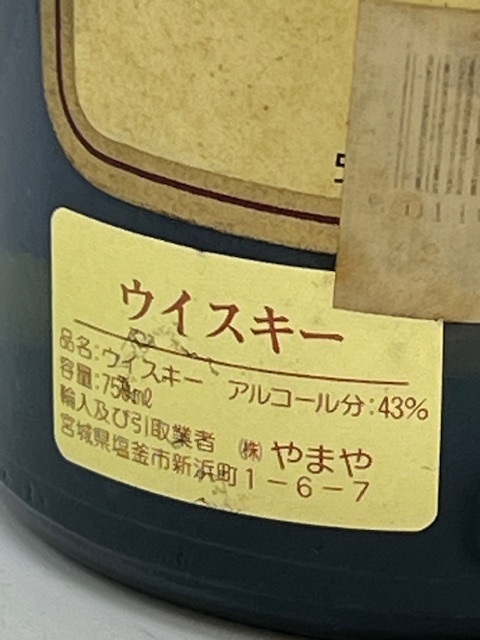 ウイスキー
品名:ウイスキー アルコール分:43%
容量:750ml
輸入及び引取業者 ㈱ やまや
宮城県塩釜市新浜町1-6-7